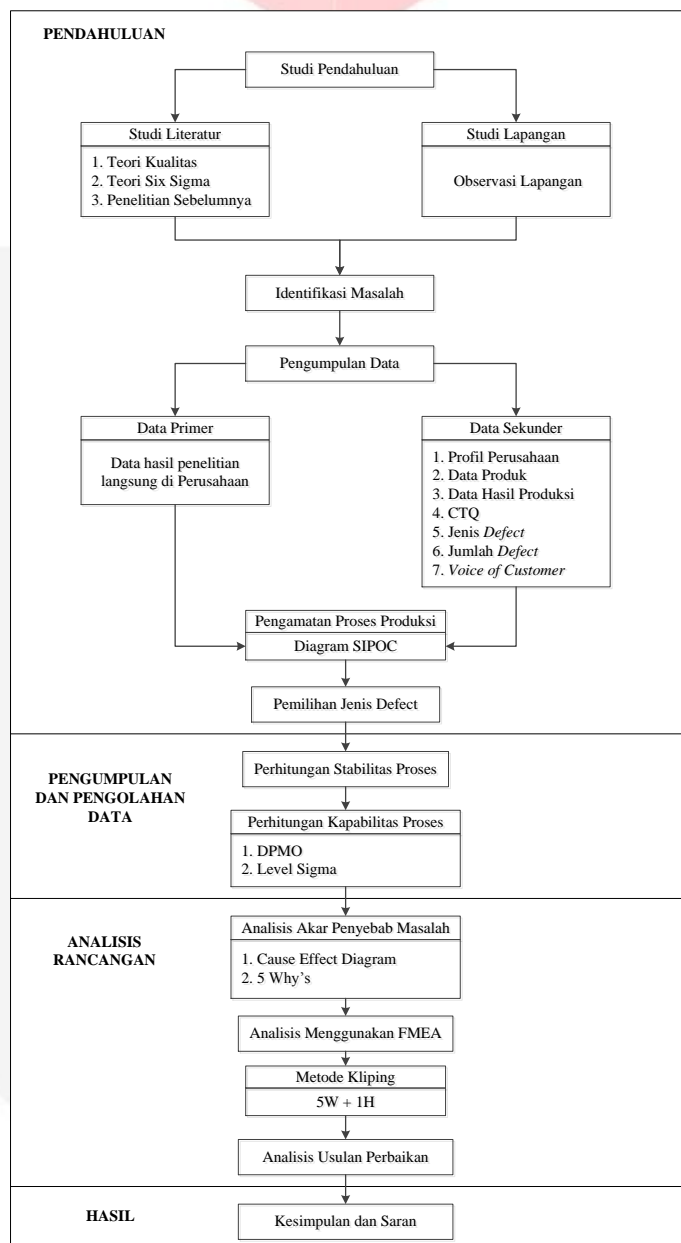 PENDAHULUAN
Studi Pendahuluan
Studi Literatur
1. Teori Kualitas
2. Teori Six Sigma
3. Penelitian Sebelumnya
Studi Lapangan
Observasi Lapangan
Identifikasi Masalah
Pengumpulan Data
Data Primer
Data hasil penelitian
langsung di Perusahaan
Data Sekunder
1. Profil Perusahaan
2. Data Produk
3. Data Hasil Produksi
4. CTQ
5. Jenis Defect
6. Jumlah Defect
7. Voice of Customer
Pengamatan Proses Produksi
Diagram SIPOC
Pemilihan Jenis Defect
PENGUMPULAN
DAN PENGOLAHAN
DATA
Perhitungan Stabilitas Proses
Perhitungan Kapabilitas Proses
1. DPMO
2. Level Sigma
ANALISIS
RANCANGAN
Analisis Akar Penyebab Masalah
1. Cause Effect Diagram
2. 5 Why’s
Analisis Menggunakan FMEA
Metode Kliping
5W + 1H
Analisis Usulan Perbaikan
HASIL
Kesimpulan dan Saran